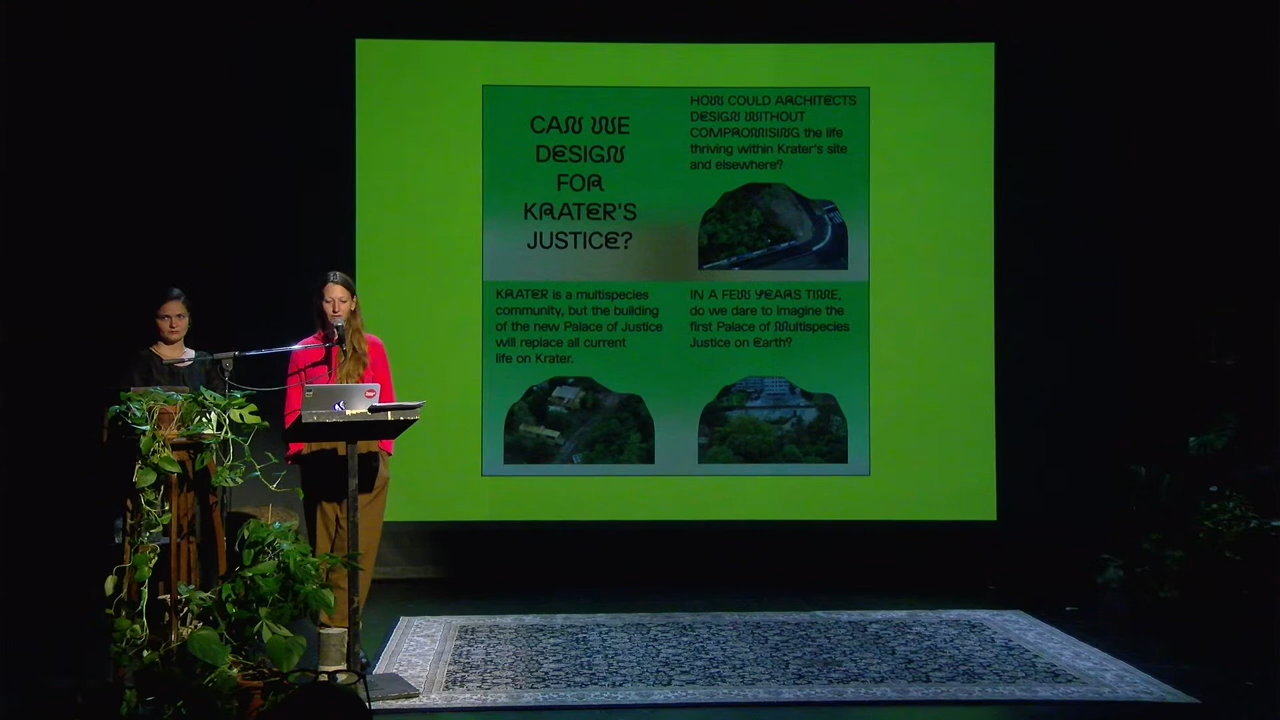 CAN WE
DESIGN
FOR
KRATER'S
JUSTICE?
HOW COULD ARCHITECTS
DESIGN WITHOUT
COMPROMISING the life
thriving within Krater's site
and elsewhere?
KRATER is a multispecies
community, but the building
of the new Palace of Justice
will replace all current
life on Krater.
IN A FEW YEARS TIME,
do we dare to imagine the
first Palace of Multispecies
Justice on Earth?